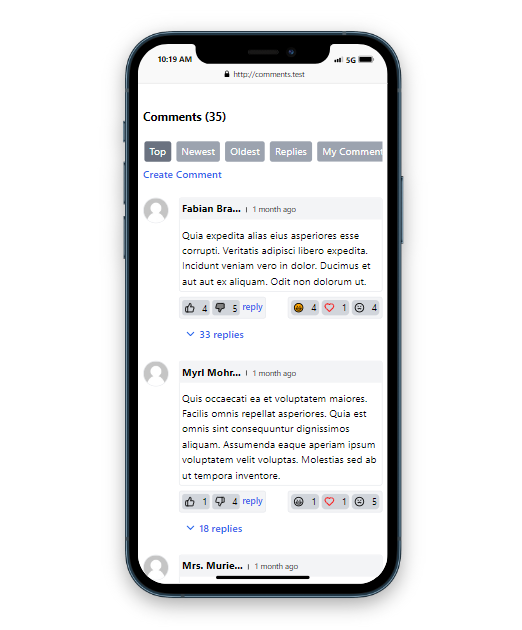 10:19 AM 5G
http://comments.test
Comments (35)
Top Newest Oldest Replies My Comment
Create Comment
Fabian Bra... | 1 month ago
Quia expedita alias eius asperiores esse
corrupti. Veritatis adipisci libero expedita.
Incidunt veniam vero in dolor. Ducimus et
aut aut ex aliquam. Odit non dolorum ut.
4 5 reply 4 1 4
33 replies
Myrl Mohr... | 1 month ago
Quis occaecati ea et voluptatem maiores.
Facilis omnis repellat asperiores. Quia est
omnis sint consequuntur dignissimos
aliquam. Assumenda eaque aperiam ipsum
voluptatem velit voluptas. Molestias sed ab
ut tempora inventore.
1 4 reply 1 1 5
18 replies
Mrs. Murie... | 1 month ago